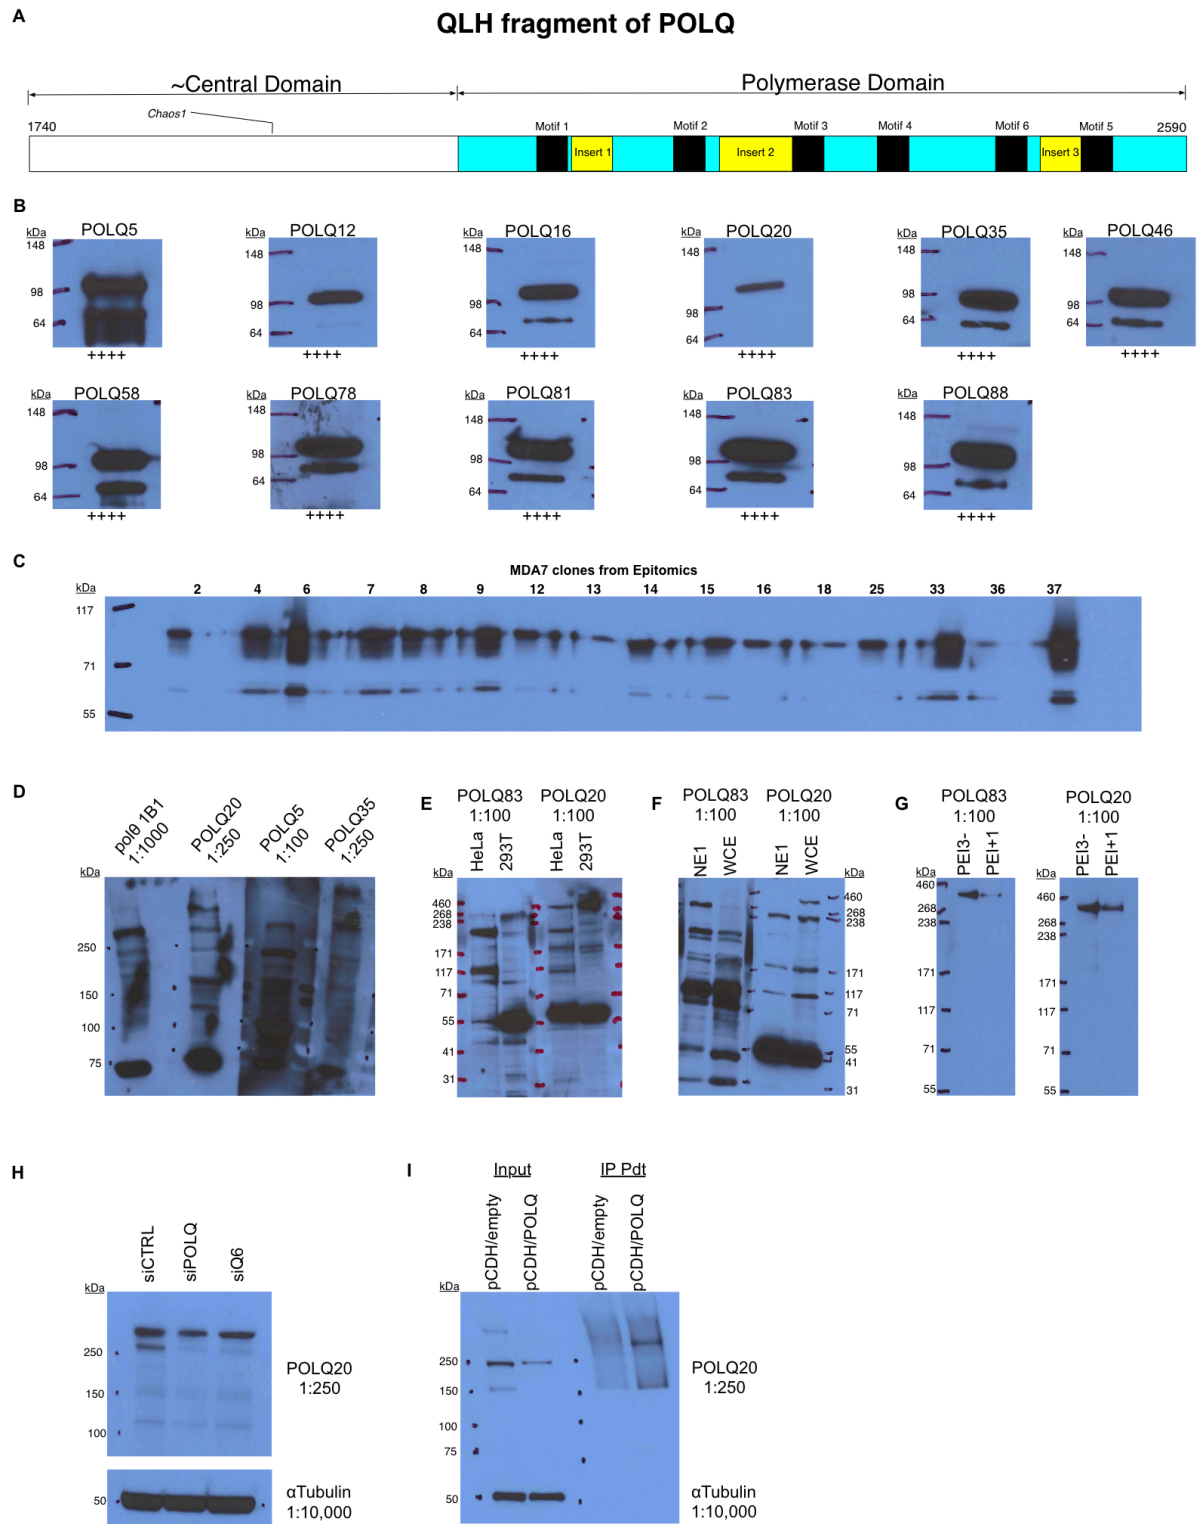 A
QLH fragment of POLQ
~Central Domain
Polymerase Domain
Chaos1
1740
Motif 1
Motif 2
Motif 3
Motif 4
Motif 6
Motif 5
2590
Insert 1
Insert 2
Insert 3
B
POLQ5
kDa
148
98
64
++++
POLQ12
kDa
148
98
64
++++
POLQ16
kDa
148
98
64
++++
POLQ20
kDa
148
98
64
++++
POLQ35
kDa
148
98
64
++++
POLQ46
kDa
148
98
64
++++
POLQ58
kDa
148
98
64
++++
POLQ78
kDa
148
98
64
++++
POLQ81
kDa
148
98
64
++++
POLQ83
kDa
148
98
64
++++
POLQ88
kDa
148
98
64
++++
C
MDA7 clones from Epitomics
kDa
2 4 6 7 8 9 12 13 14 15 16 18 25 33 36 37
117
71
55
D
polθ 1B1
1:1000
POLQ20
1:250
POLQ5
1:100
POLQ35
1:250
kDa
250
150
100
75
E
POLQ83
1:100
POLQ20
1:100
HeLa
293T
HeLa
293T
kDa
460
268
238
171
117
71
55
41
31
F
POLQ83
1:100
POLQ20
1:100
NE1
WCE
NE1
WCE
kDa
460
268
238
171
117
71
55
41
31
G
POLQ83
1:100
PEI3-
PEI+1
kDa
460
268
238
171
117
71
55
POLQ20
1:100
PEI3-
PEI+1
kDa
460
268
238
171
117
71
55
H
siCTRL
siPOLQ
siQ6
kDa
250
150
100
POLQ20
1:250
50
αTubulin
1:10,000
I
Input
IP Pdt
pCDH/empty
pCDH/POLQ
pCDH/empty
pCDH/POLQ
kDa
250
150
100
75
50
POLQ20
1:250
αTubulin
1:10,000